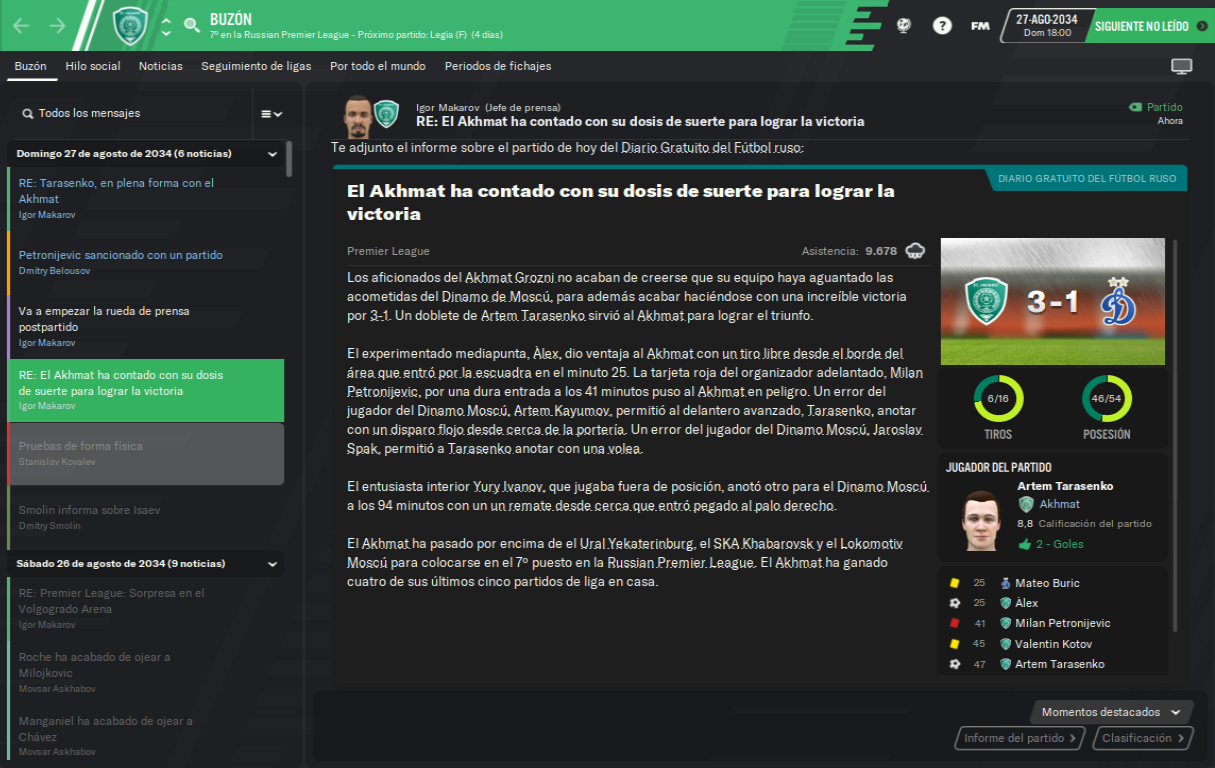 BUZÓN
7º en la Russian Premier League - Próximo partido: Legia (F) (4 días)
FM
27-AGO-2034
Dom 18:00
SIGUIENTE NO LEÍDO
Buzón
Hilo social
Noticias
Seguimiento de ligas
Por todo el mundo
Periodos de fichajes
Todos los mensajes
Domingo 27 de agosto de 2034 (6 noticias)
RE: Tarasenko, en plena forma con el
Akhmat
Igor Makarov
Petronijevic sancionado con un partido
Dmitry Belousov
Va a empezar la rueda de prensa
postpartido
Igor Makarov
RE: El Akhmat ha contado con su dosis
de suerte para lograr la victoria
Igor Makarov
Pruebas de forma física
Stanislav Kovalev
Smolin informa sobre Isaev
Dmitry Smolin
Sábado 26 de agosto de 2034 (9 noticias)
RE: Premier League: Sorpresa en el
Volgogrado Arena
Igor Makarov
Roche ha acabado de ojear a
Milojkovic
Movsar Askhabov
Manganiel ha acabado de ojear a
Chávez
Movsar Askhabov
Igor Makarov (Jefe de prensa)
RE: El Akhmat ha contado con su dosis de suerte para lograr la victoria
Partido
Ahora
Te adjunto el informe sobre el partido de hoy del Diario Gratuito del Fútbol ruso:
DIARIO GRATUITO DEL FÚTBOL RUSO
El Akhmat ha contado con su dosis de suerte para lograr la
victoria
Premier League
Asistencia: 9.678
Los aficionados del Akhmat Grozni no acaban de creerse que su equipo haya aguantado las
acometidas del Dinamo de Moscú, para además acabar haciéndose con una increíble victoria
por 3-1. Un doblete de Artem Tarasenko sirvió al Akhmat para lograr el triunfo.
El experimentado mediapunta, Àlex, dio ventaja al Akhmat con un tiro libre desde el borde del
área que entró por la escuadra en el minuto 25. La tarjeta roja del organizador adelantado, Milan
Petronijevic, por una dura entrada a los 41 minutos puso al Akhmat en peligro. Un error del
jugador del Dinamo Moscú, Artem Kayumov, permitió al delantero avanzado, Tarasenko, anotar
con un disparo flojo desde cerca de la portería. Un error del jugador del Dinamo Moscú, Jaroslav
Spak, permitió a Tarasenko anotar con una volea.
El entusiasta interior Yury Ivanov, que jugaba fuera de posición, anotó otro para el Dinamo Moscú
a los 94 minutos con un un remate desde cerca que entró pegado al palo derecho.
El Akhmat ha pasado por encima de el Ural Yekaterinburg, el SKA Khabarovsk y el Lokomotiv
Moscú para colocarse en el 7º puesto en la Russian Premier League. El Akhmat ha ganado
cuatro de sus últimos cinco partidos de liga en casa.
3-1
6/16
TIROS
46/54
POSESIÓN
JUGADOR DEL PARTIDO
Artem Tarasenko
Akhmat
8,8 Calificación del partido
2 - Goles
25 Mateo Buric
25 Àlex
41 Milan Petronijevic
45 Valentin Kotov
47 Artem Tarasenko
Momentos destacados
Informe del partido
Clasificación